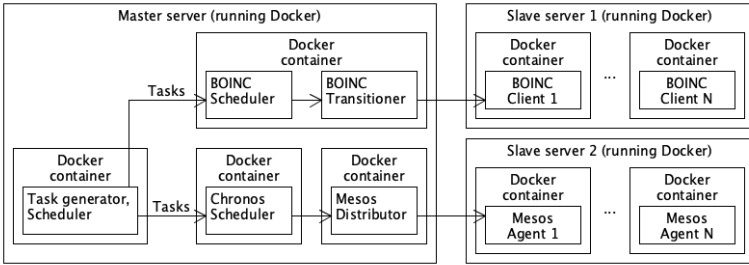 Master server (running Docker)
Docker
container
BOINC
Scheduler
BOINC
Transitioner
Tasks
Docker
container
Task generator,
Scheduler
Tasks
Docker
container
Chronos
Scheduler
Docker
container
Mesos
Distributor
Slave server 1 (running Docker)
Docker
container
BOINC
Client 1
...
Docker
container
BOINC
Client N
Slave server 2 (running Docker)
Docker
container
Mesos
Agent 1
...
Docker
container
Mesos
Agent N